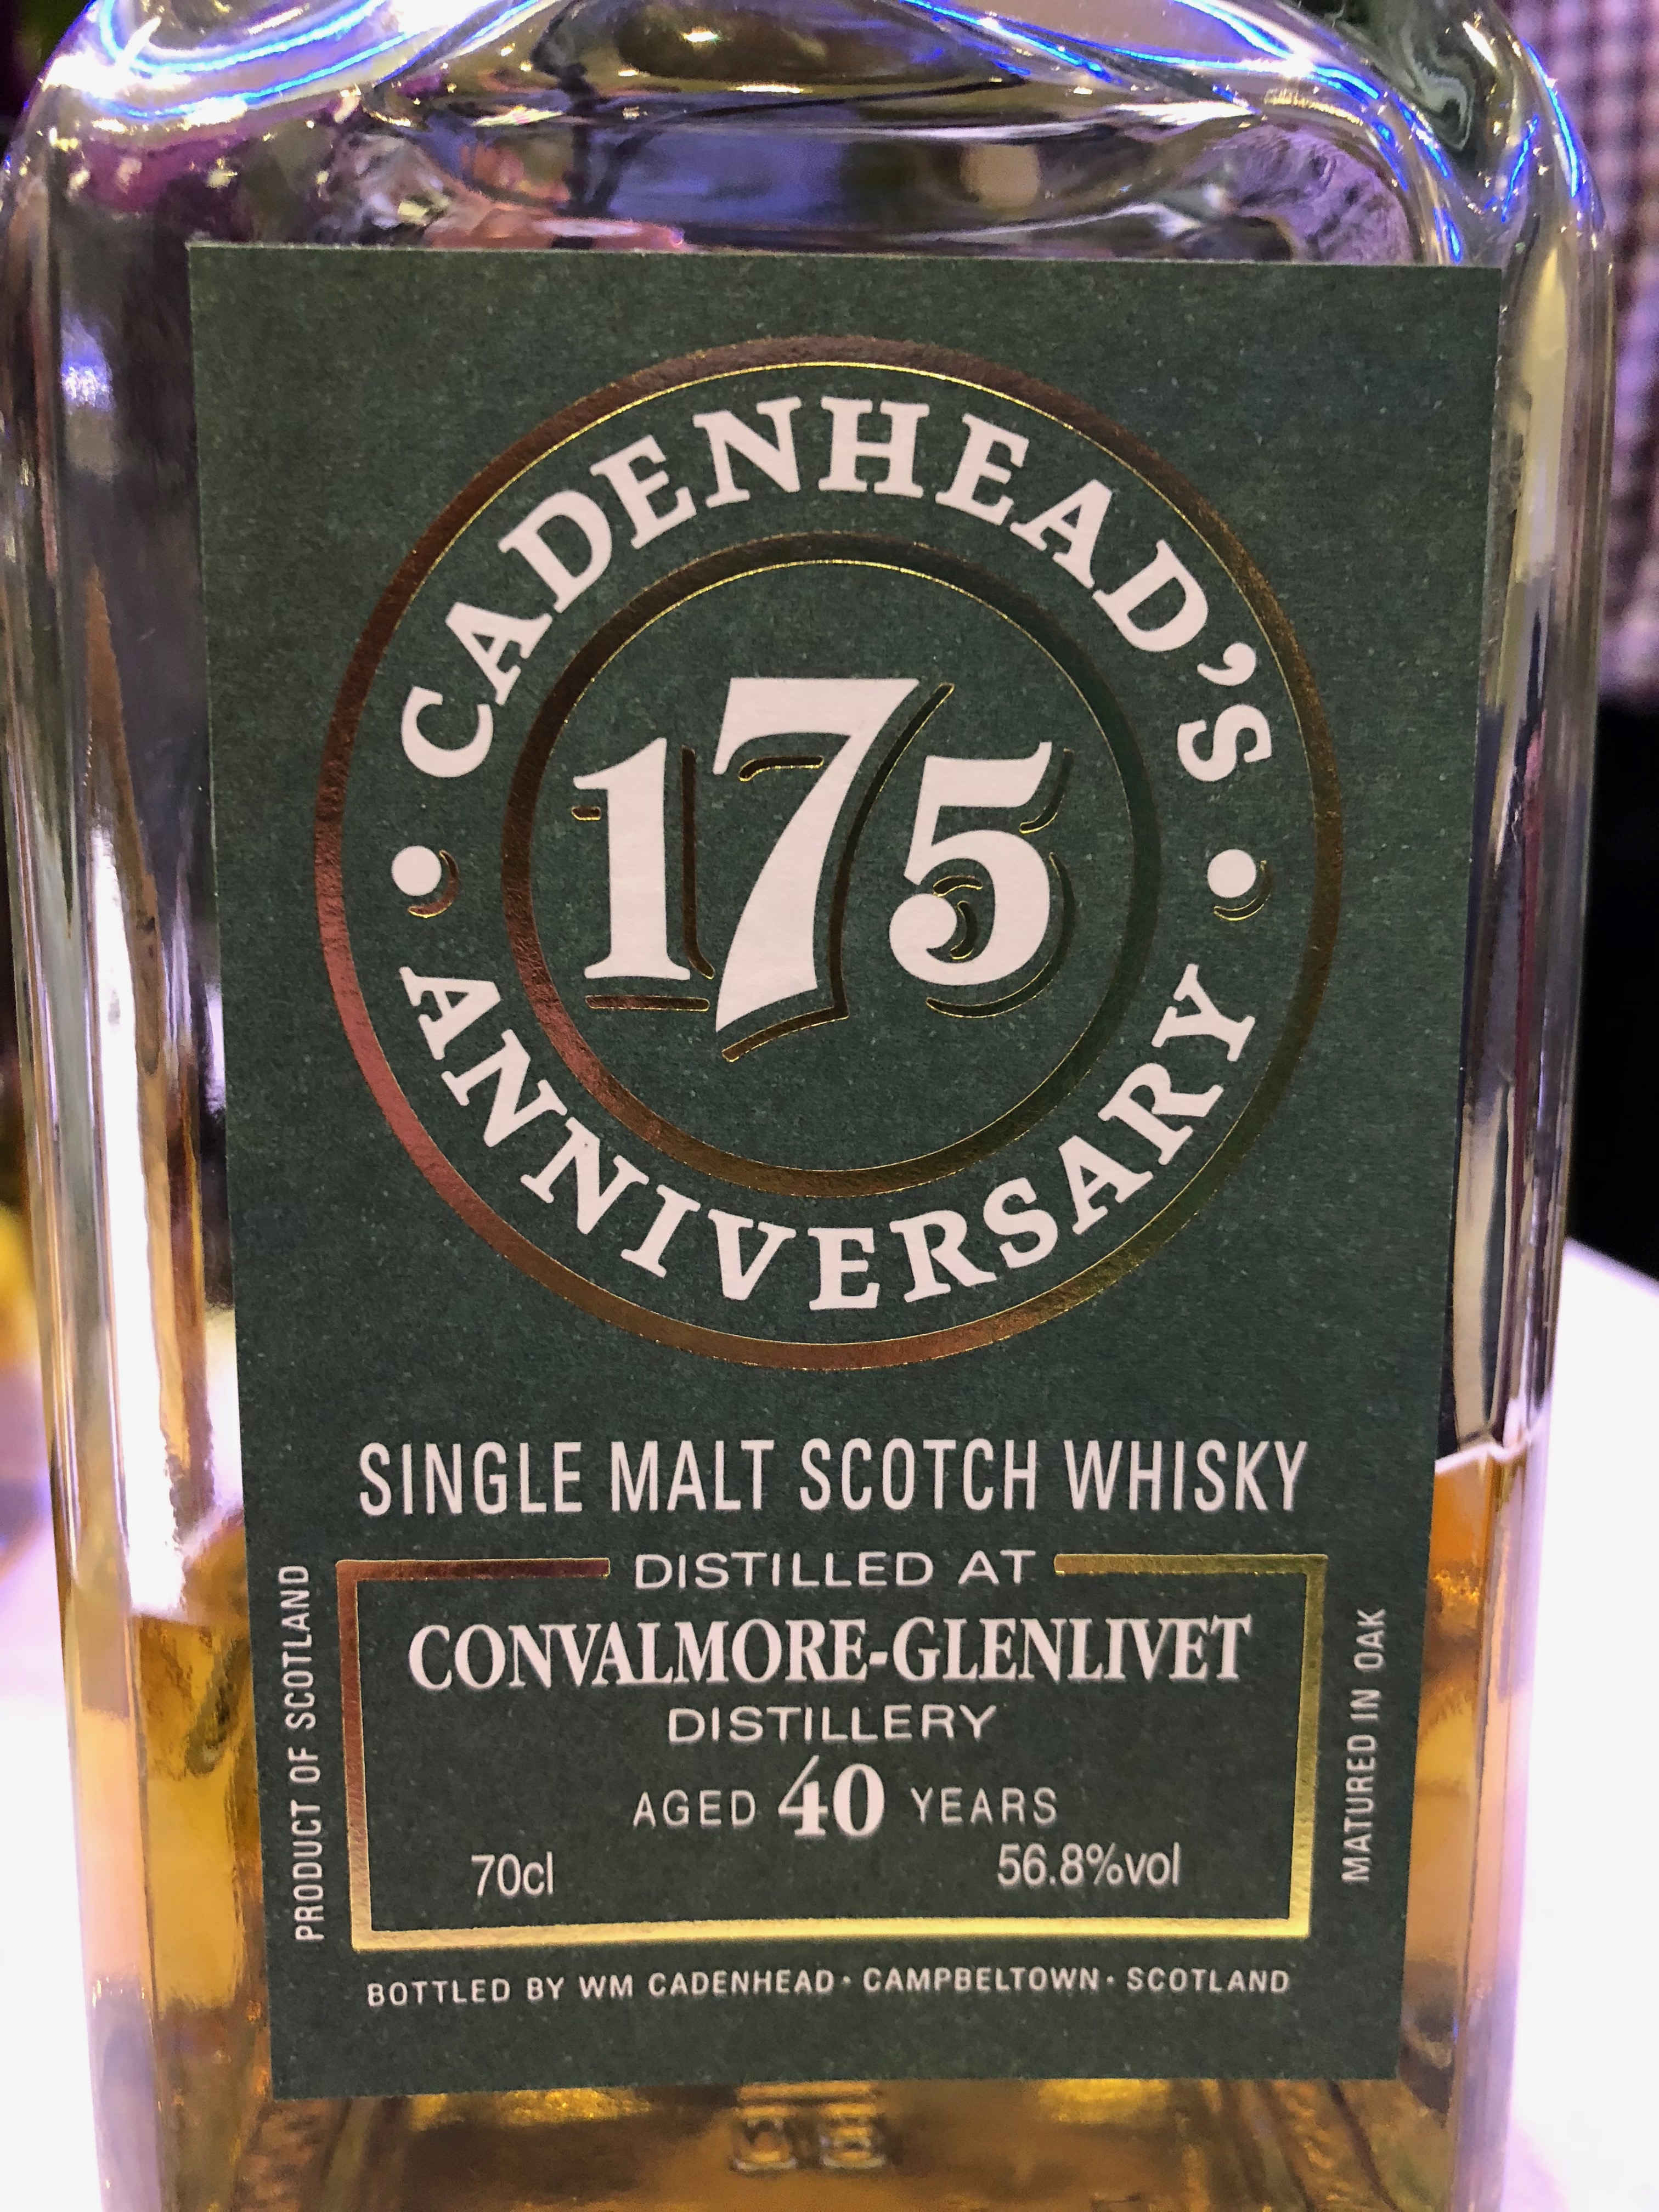 CADENHEAD'S
175
ANNIVERSARY
SINGLE MALT SCOTCH WHISKY
DISTILLED AT
CONVALMORE-GLENLIVET
DISTILLERY
AGED 40 YEARS
70cl 56.8%vol
PRODUCT OF SCOTLAND
MATURED IN OAK
BOTTLED BY WM CADENHEAD · CAMPBELTOWN · SCOTLAND